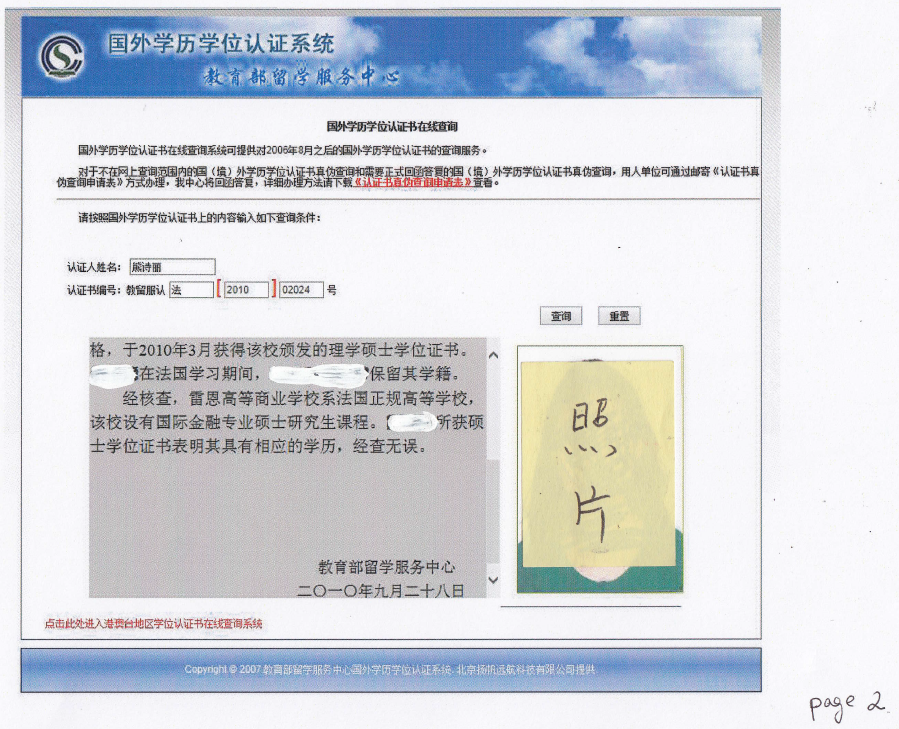 国外学历学位认证系统
教育部留学服务中心
国外学历学位认证书在线查询
国外学历学位认证书在线查询系统可提供对2006年8月之后的国外学历学位认证书的查询服务。
对于不在网上查询范围内的国（境）外学历学位认证书真伪查询和需要正式回函答复的国（境）外学历学位认证书真伪查询，用人单位可通过邮寄《认证书真
伪查询申请表》方式办理，我中心将回函答复，详细办理方法请下载《认证书真伪查询申请表》查看。
请按照国外学历学位认证书上的内容输入如下查询条件：
认证人姓名： 熊诗丽
认证书编号：教留服认 法 [ 2010 ] 02024 号
查询 重置
格，于2010年3月获得该校颁发的理学硕士学位证书。
在法国学习期间， 保留其学籍。
经核查，雷恩高等商业学校系法国正规高等学校，
该校设有国际金融专业硕士研究生课程。 所获硕
士学位证书表明其具有相应的学历，经查无误。
照片
教育部留学服务中心
二〇一〇年九月二十八日
点击此处进入港澳台地区学位认证书在线查询系统
Copyright © 2007 教育部留学服务中心国外学历学位认证系统. 北京扬帆远航科技有限公司提供
page 2.